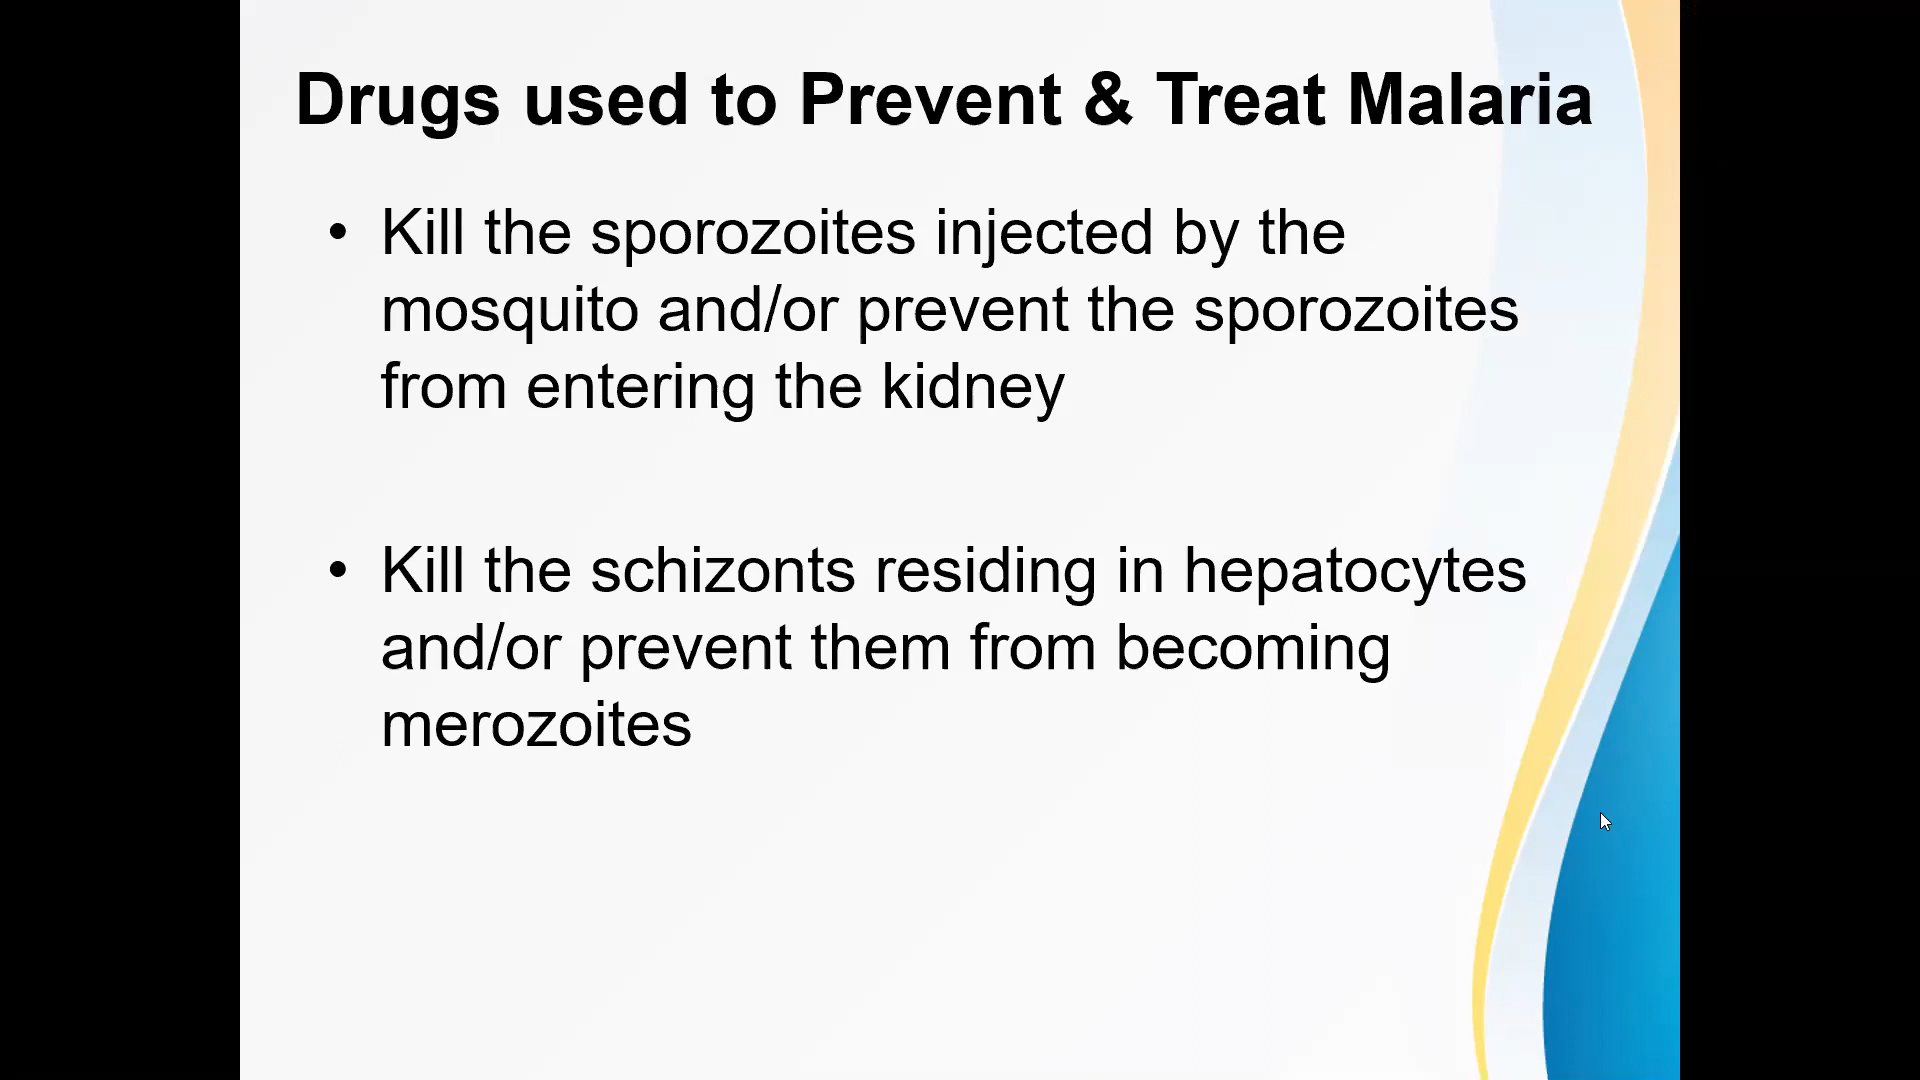 Drugs used to Prevent & Treat Malaria
• Kill the sporozoites injected by the
mosquito and/or prevent the sporozoites
from entering the kidney
• Kill the schizonts residing in hepatocytes
and/or prevent them from becoming
merozoites